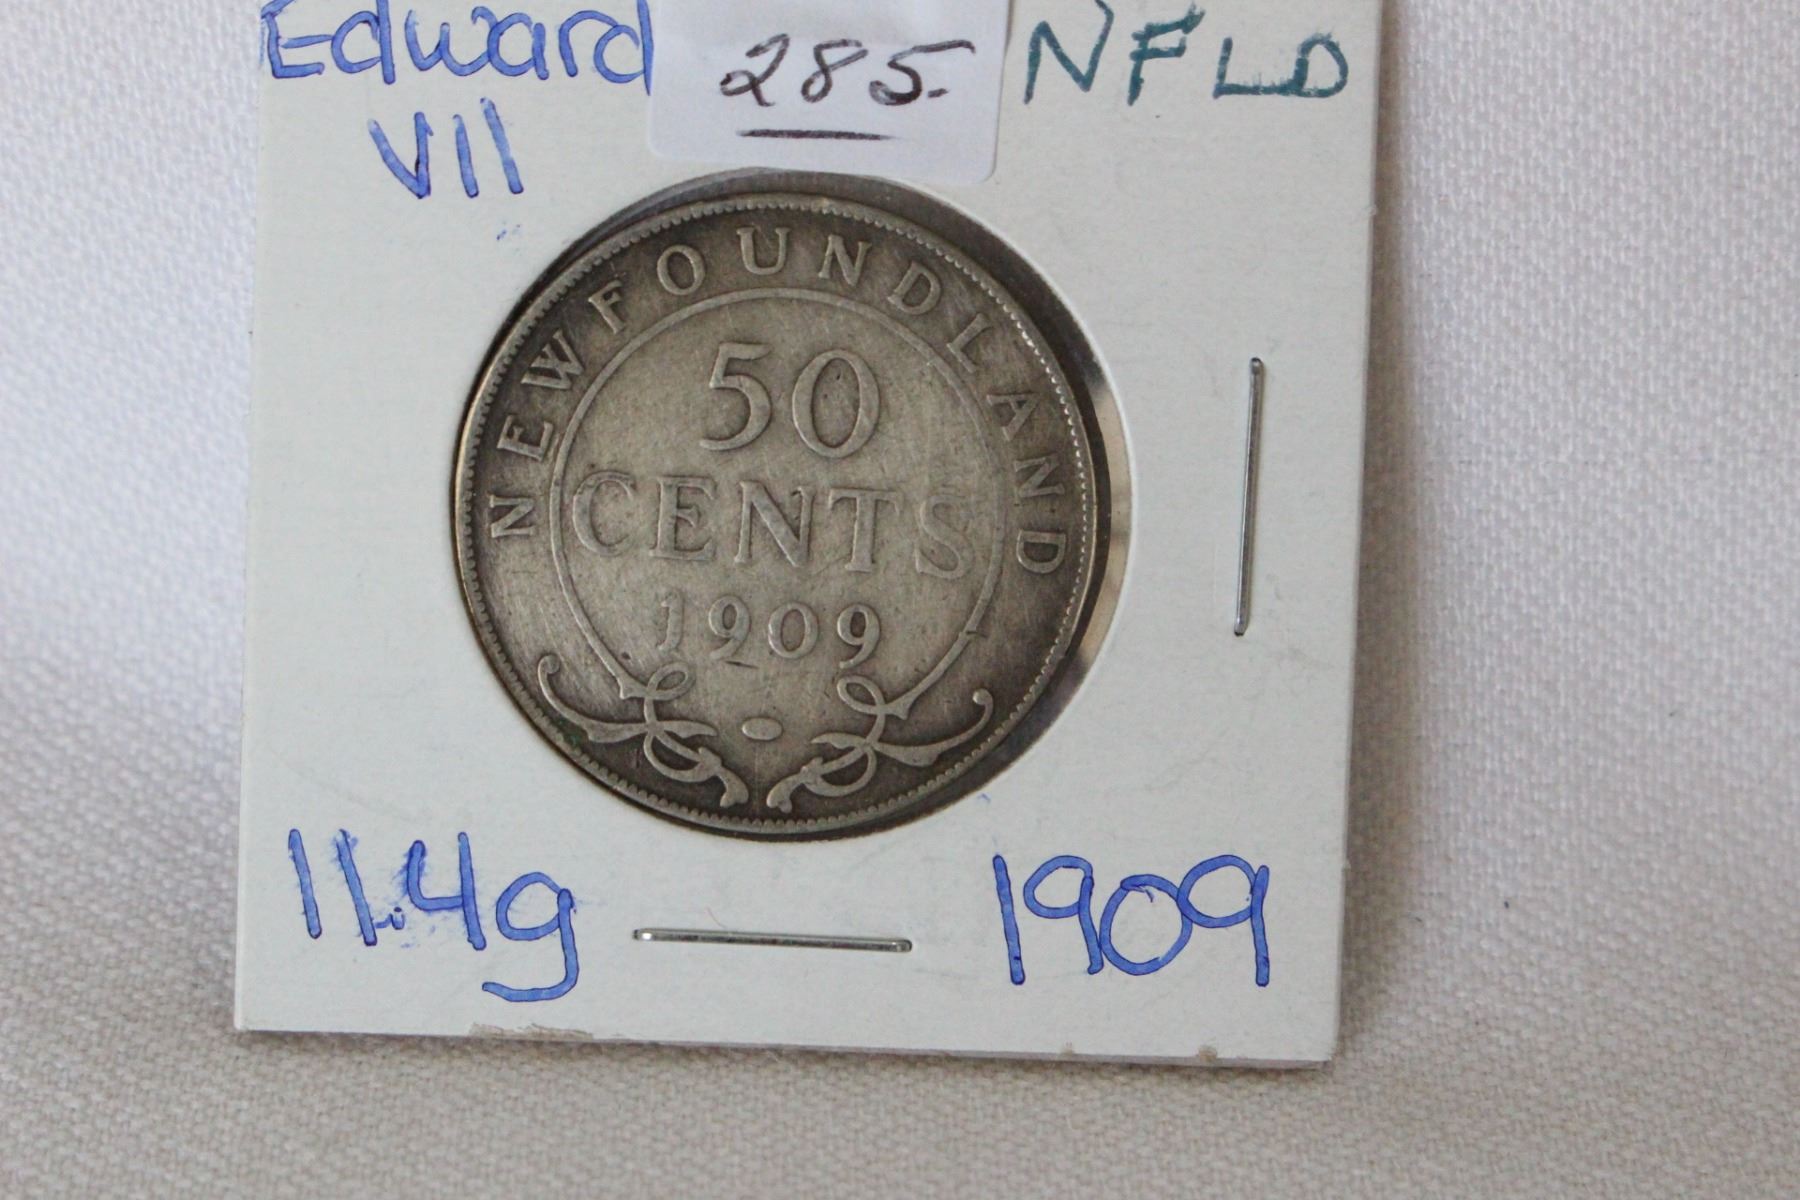 Edward
VII
285.
NFLD
NEWFOUNDLAND
50
CENTS
1909
11.4g
1909